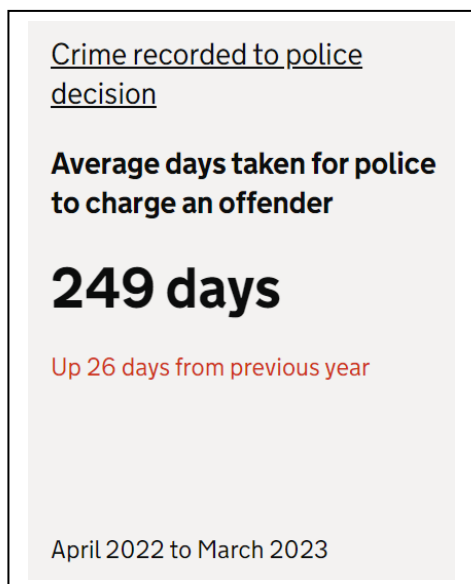 Crime recorded to police
decision
Average days taken for police
to charge an offender
249 days
Up 26 days from previous year
April 2022 to March 2023